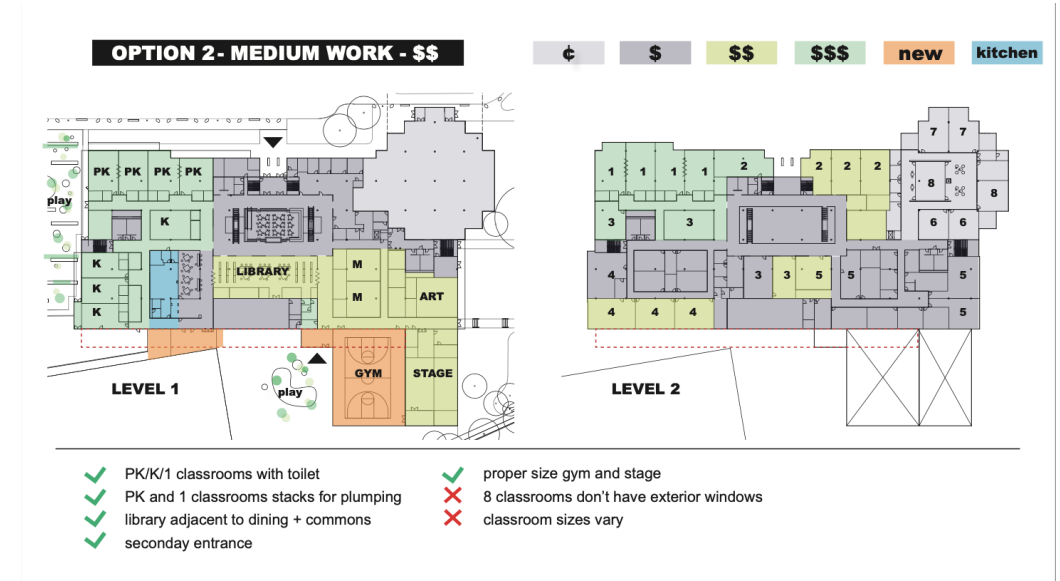 OPTION 2 - MEDIUM WORK - $$
¢ $ $$ $$$ new kitchen
PK PK PK PK
play
K
K
K
K
LIBRARY
M
M
ART
GYM
STAGE
LEVEL 1
play
1 1 1 1 2 2 2 2
7 7
8
8
3 3
6 6
4 3 3 5 5 5
4 4 4
5
LEVEL 2
PK/K/1 classrooms with toilet
PK and 1 classrooms stacks for plumping
library adjacent to dining + commons
seconday entrance
proper size gym and stage
8 classrooms don't have exterior windows
classroom sizes vary